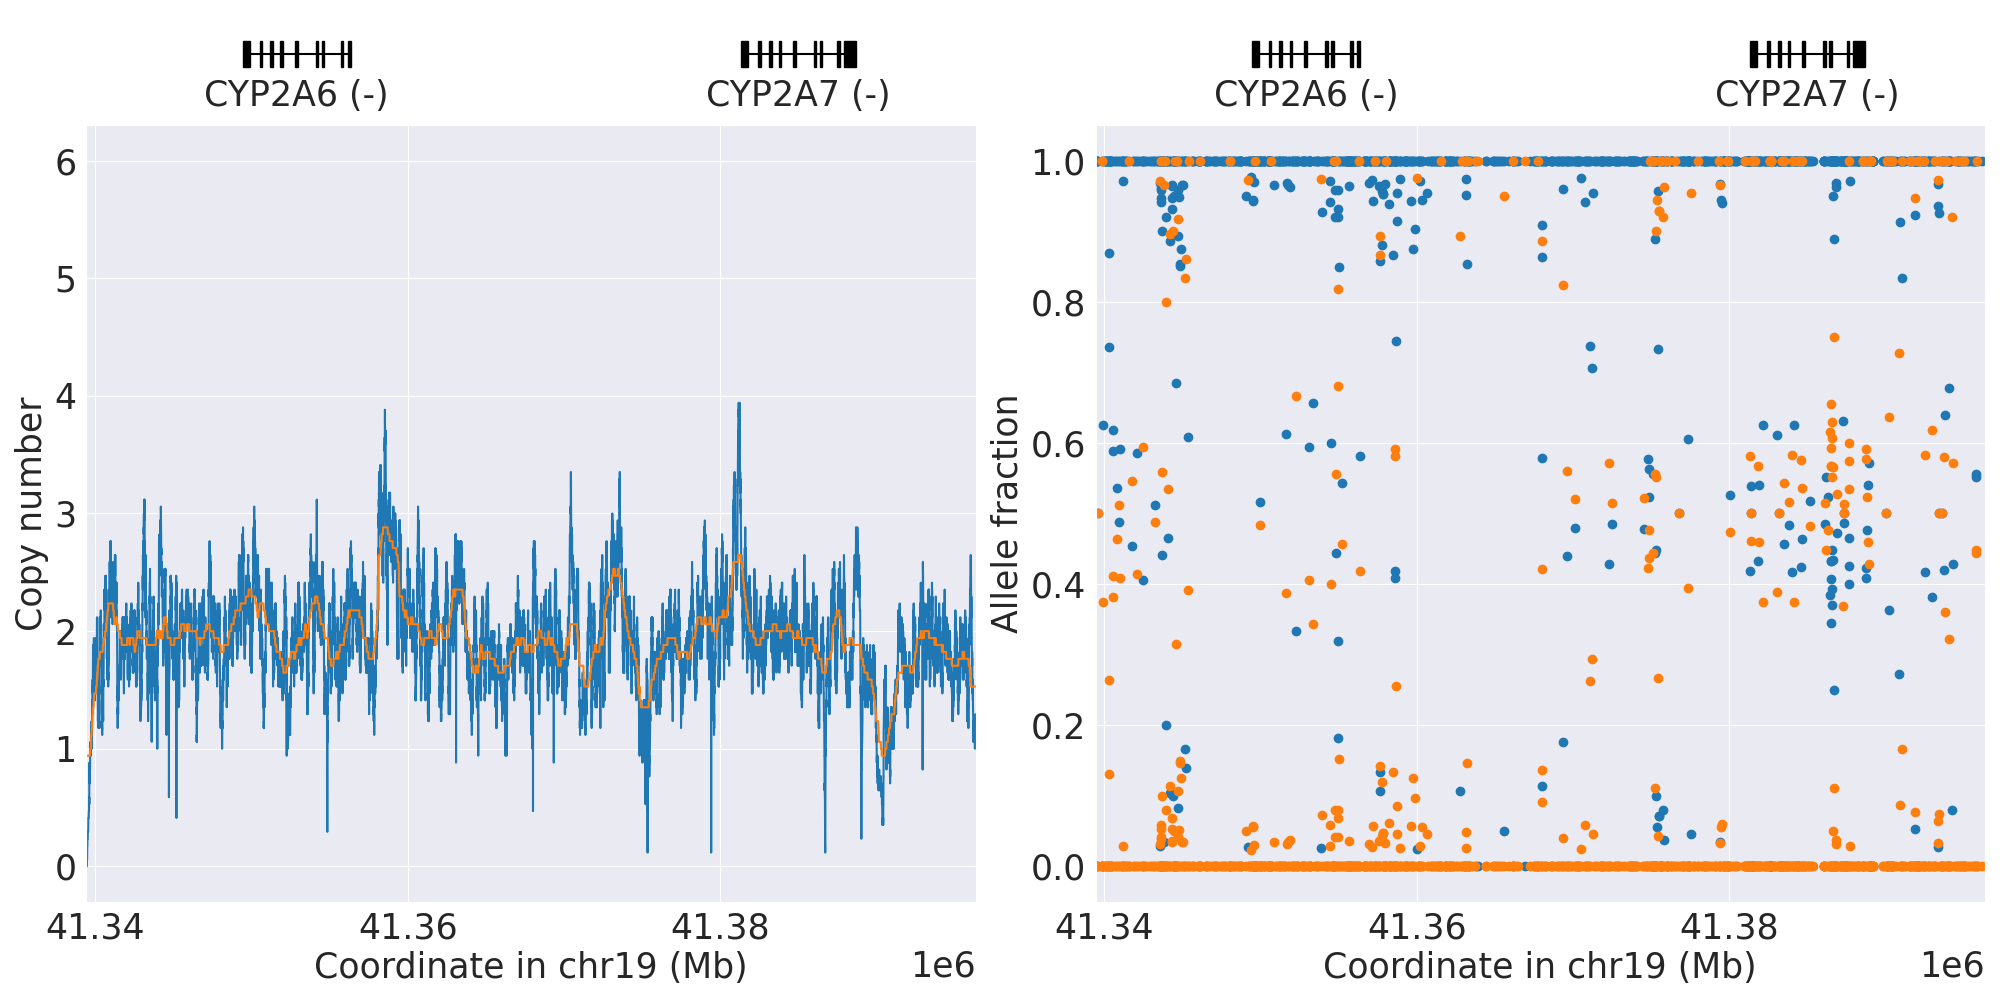 CYP2A6 (-)
CYP2A7 (-)
6
5
4
3
2
1
0
Copy number
41.34
41.36
41.38
Coordinate in chr19 (Mb)
1e6
CYP2A6 (-)
CYP2A7 (-)
1.0
0.8
0.6
0.4
0.2
0.0
Allele fraction
41.34
41.36
41.38
Coordinate in chr19 (Mb)
1e6